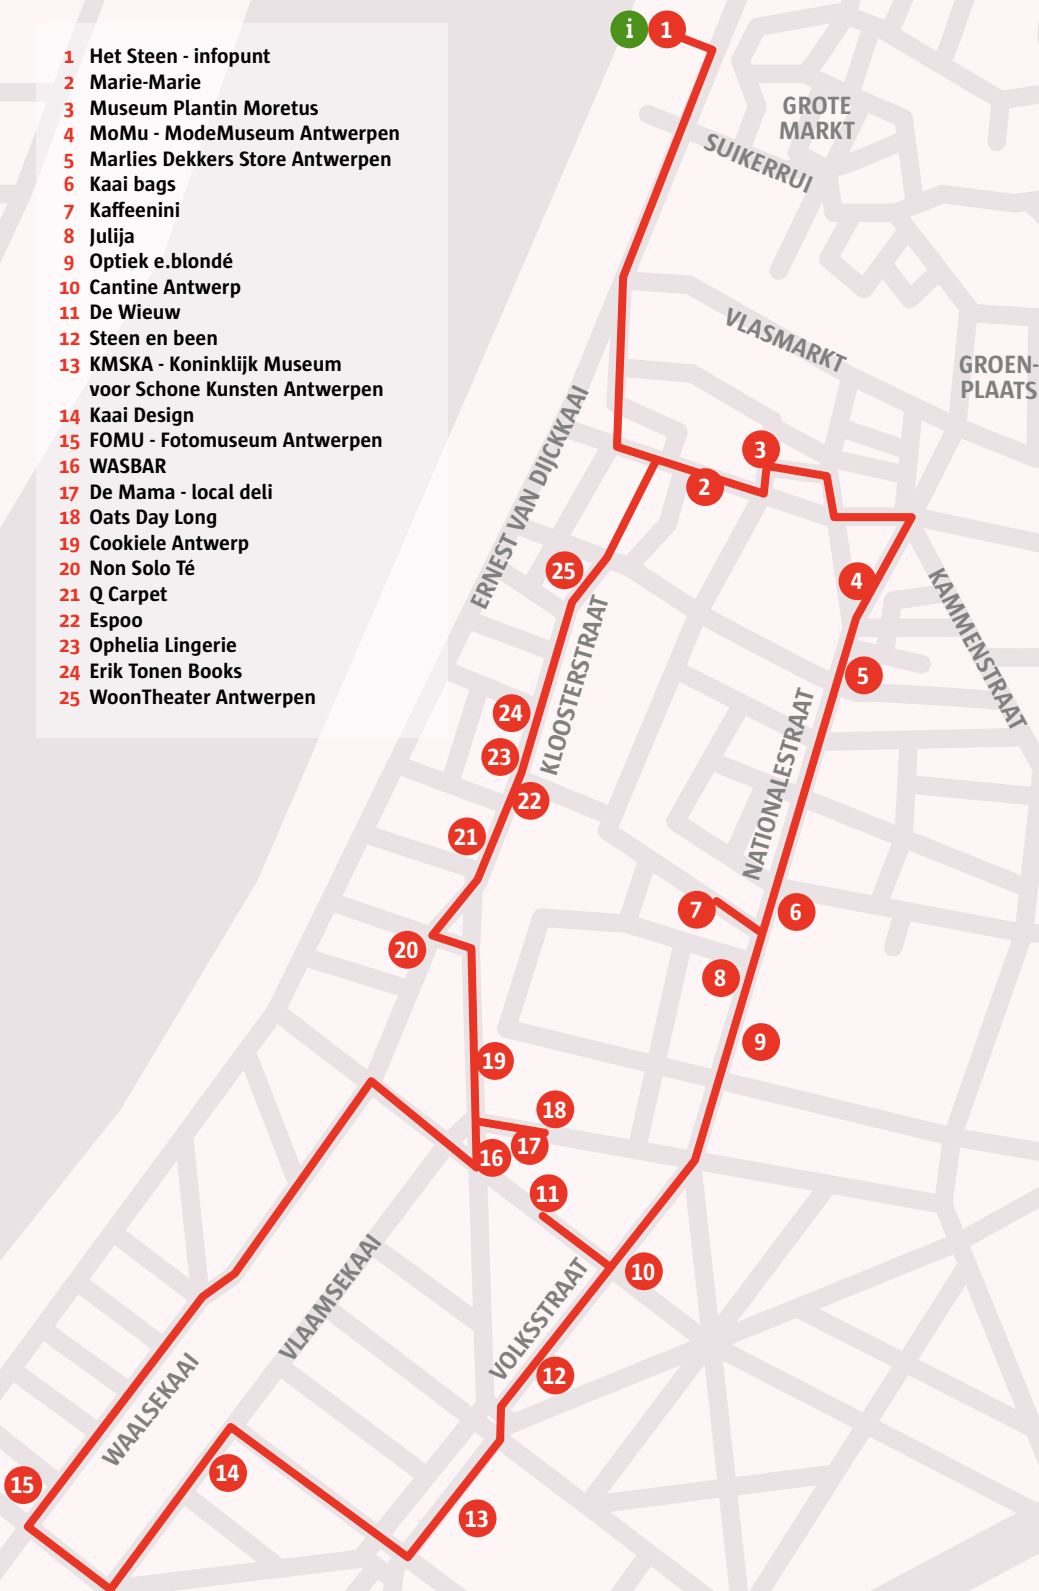 1 Het Steen - infopunt
2 Marie-Marie
3 Museum Plantin Moretus
4 MoMu - ModeMuseum Antwerpen
5 Marlies Dekkers Store Antwerpen
6 Kaai bags
7 Kaffeenini
8 Julija
9 Optiek e.blondé
10 Cantine Antwerp
11 De Wieuw
12 Steen en been
13 KMSKA - Koninklijk Museum
voor Schone Kunsten Antwerpen
14 Kaai Design
15 FOMU - Fotomuseum Antwerpen
16 WASBAR
17 De Mama - local deli
18 Oats Day Long
19 Cookiele Antwerp
20 Non Solo Té
21 Q Carpet
22 Espoo
23 Ophelia Lingerie
24 Erik Tonen Books
25 WoonTheater Antwerpen
i 1
GROTE
MARKT
SUIKERRUI
VLASMARKT
GROEN-
PLAATS
ERNEST VAN DIJCKKAAI
3
2
25
4
KAMMENSTRAAT
KLOOSTERSTRAAT
5
24
NATIONALESTRAAT
23
22
21
7
6
20
8
9
19
18
17
16
11
10
VLAAMSEKAAI
VOLKSSTRAAT
12
WAALSEKAAI
14
15
13